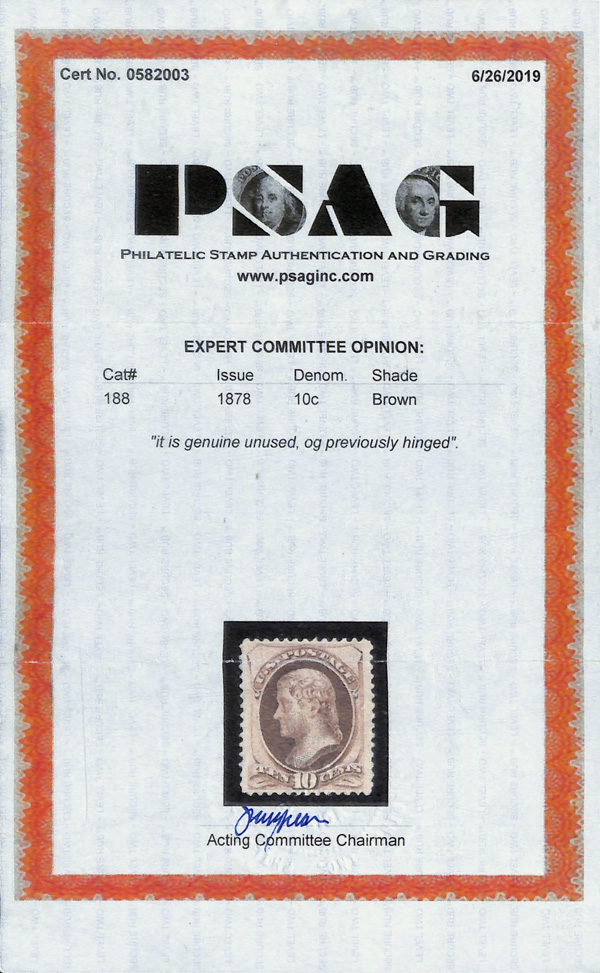 Cert No. 0582003 6/26/2019
PSAG
PHILATELIC STAMP AUTHENTICATION AND GRADING
www.psaginc.com
EXPERT COMMITTEE OPINION:
Cat# Issue Denom. Shade
188 1878 10c Brown
"it is genuine unused, og previously hinged".
U.S. POSTAGE
TEN 10 CENTS
Acting Committee Chairman